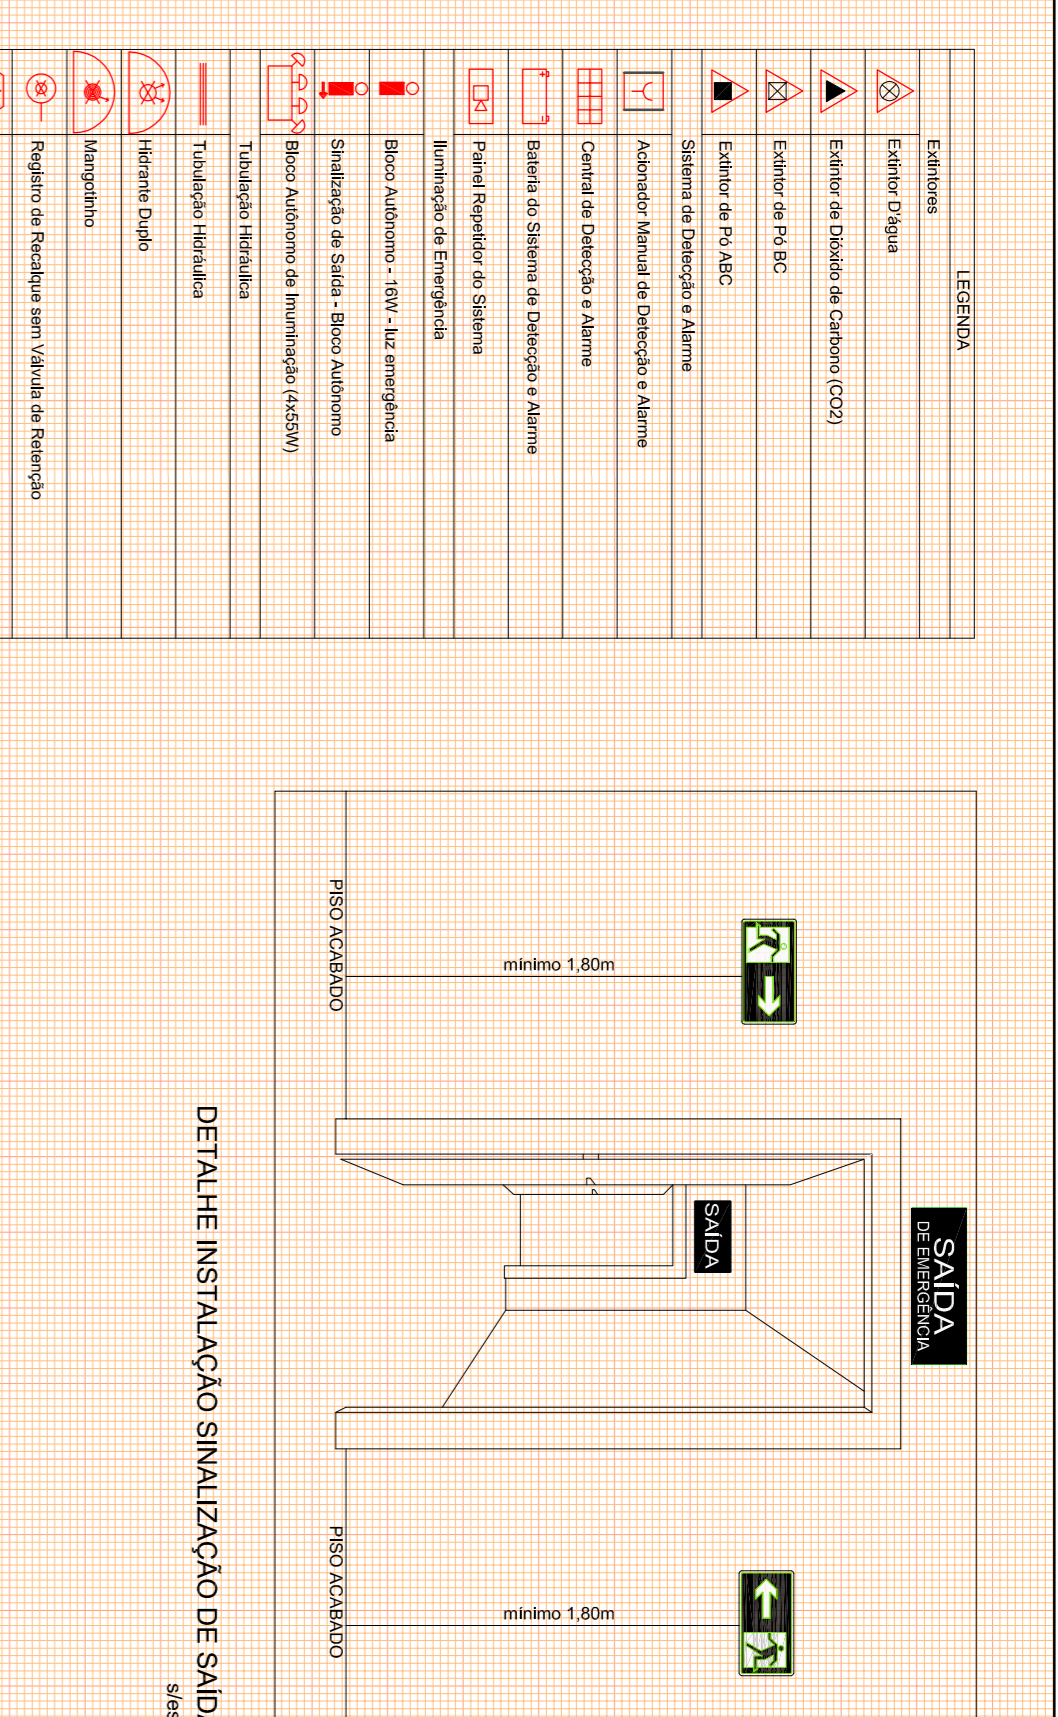 LEGENDA
Extintores
Extintor D'água
Extintor de Dióxido de Carbono (CO2)
Extintor de Pó BC
Extintor de Pó ABC
Sistema de Detecção e Alarme
Acionador Manual de Detecção e Alarme
Central de Detecção e Alarme
Bateria do Sistema de Detecção e Alarme
Painel Repetidor do Sistema
Iluminação de Emergência
Bloco Autônomo - 16W - luz emergência
Sinalização de Saída - Bloco Autônomo
Bloco Autônomo de Imuminação (4x55W)
Tubulação Hidráulica
Tubulação Hidráulica
Hidrante Duplo
Mangotinho
Registro de Recalque sem Válvula de Retenção
SAÍDA
DE EMERGÊNCIA
SAÍDA
mínimo 1,80m
PISO ACABADO
mínimo 1,80m
PISO ACABADO
DETALHE INSTALAÇÃO SINALIZAÇÃO DE SAÍDA